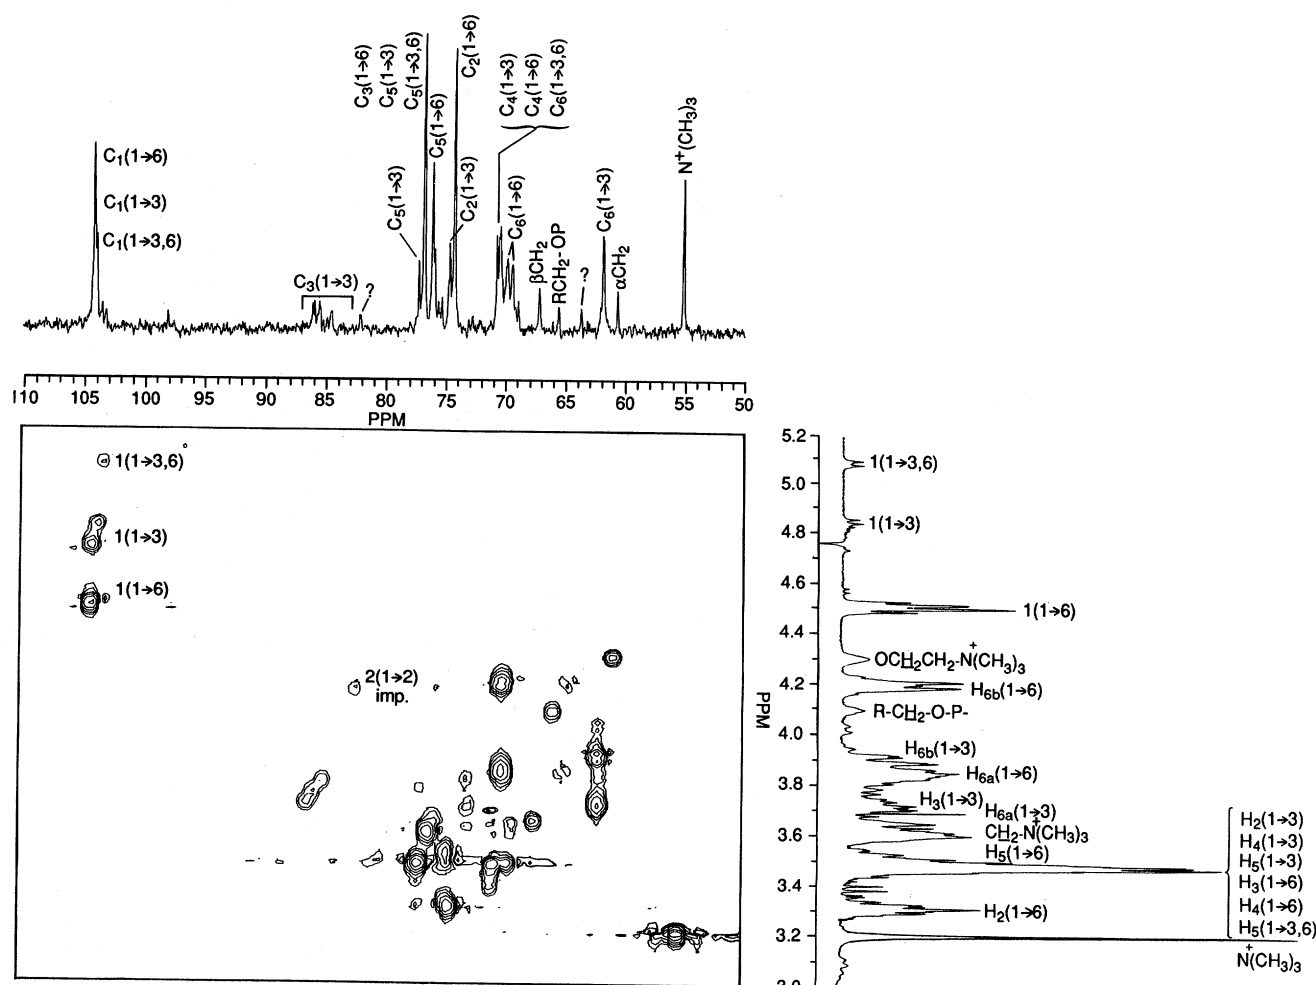 C₃(1→6)
C₅(1→3)
C₅(1→3,6)
C₂(1→6)
C₄(1→3)
C₄(1→6)
C₆(1→3,6)
C₁(1→6)
C₁(1→3)
C₁(1→3,6)
C₃(1→3)
?
C₅(1→3)
C₅(1→6)
C₂(1→3)
C₆(1→6)
βCH₂
RCH₂-OP
?
C₆(1→3)
αCH₂
N⁺(CH₃)₃
110 105 100 95 90 85 80 75 70 65 60 55 50
PPM
1(1→3,6)
1(1→3)
1(1→6)
2(1→2)
imp.
PPM
5.2
5.0
4.8
4.6
4.4
4.2
4.0
3.8
3.6
3.4
3.2
3.0
1(1→3,6)
1(1→3)
1(1→6)
OCH₂CH₂-N⁺(CH₃)₃
H₆b(1→6)
R-CH₂-O-P-
H₆b(1→3)
H₆a(1→6)
H₃(1→3)
H₆a(1→3)
CH₂-N⁺(CH₃)₃
H₅(1→6)
H₂(1→3)
H₄(1→3)
H₅(1→3)
H₃(1→6)
H₄(1→6)
H₅(1→3,6)
H₂(1→6)
N⁺(CH₃)₃